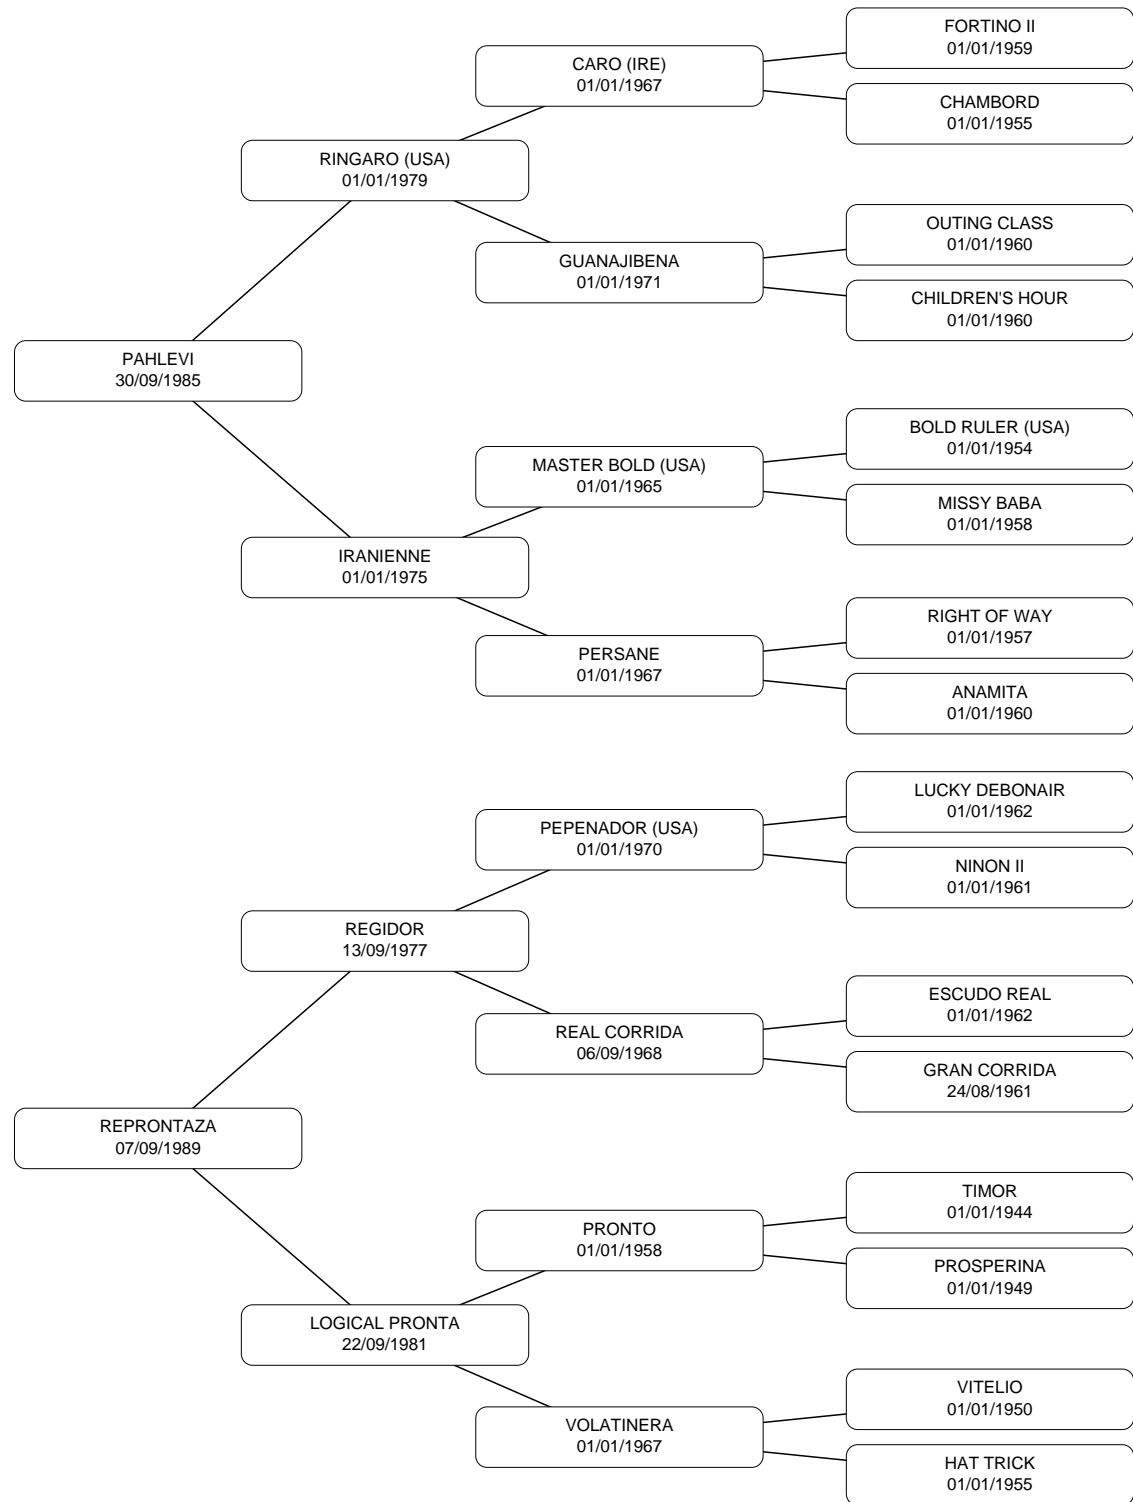 FORTINO II
01/01/1959
CARO (IRE)
01/01/1967
CHAMBORD
01/01/1955
RINGARO (USA)
01/01/1979
OUTING CLASS
01/01/1960
GUANAJIBENA
01/01/1971
CHILDREN'S HOUR
01/01/1960
PAHLEVI
30/09/1985
BOLD RULER (USA)
01/01/1954
MASTER BOLD (USA)
01/01/1965
MISSY BABA
01/01/1958
IRANIENNE
01/01/1975
RIGHT OF WAY
01/01/1957
PERSANE
01/01/1967
ANAMITA
01/01/1960
LUCKY DEBONAIR
01/01/1962
PEPENADOR (USA)
01/01/1970
NINON II
01/01/1961
REGIDOR
13/09/1977
ESCUDO REAL
01/01/1962
REAL CORRIDA
06/09/1968
GRAN CORRIDA
24/08/1961
REPRONTAZA
07/09/1989
TIMOR
01/01/1944
PRONTO
01/01/1958
PROSPERINA
01/01/1949
LOGICAL PRONTA
22/09/1981
VITELIO
01/01/1950
VOLATINERA
01/01/1967
HAT TRICK
01/01/1955